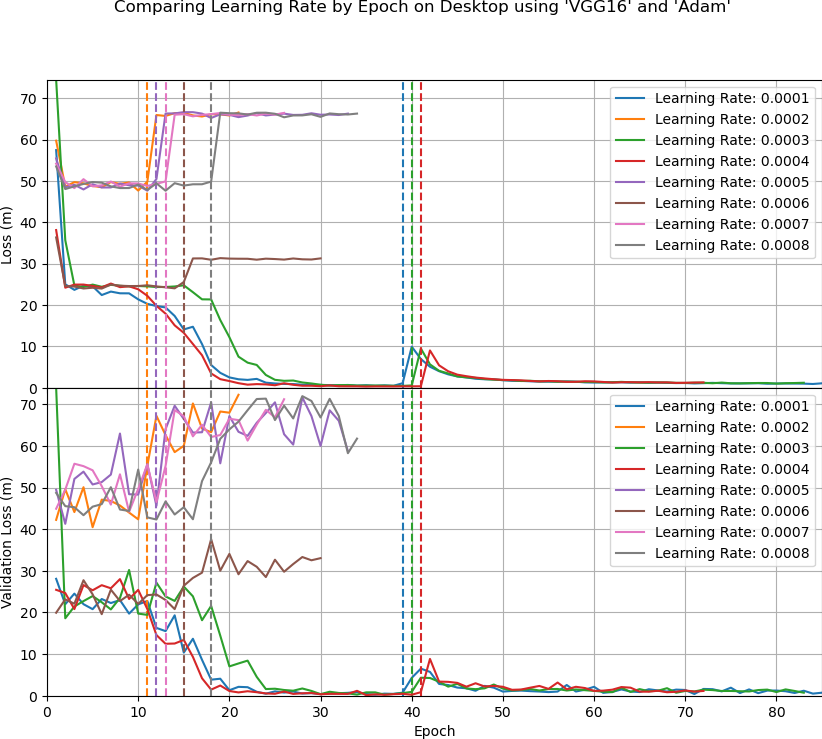 Comparing Learning Rate by Epoch on Desktop using 'VGG16' and 'Adam'
70
60
50
40
30
20
10
0
Loss (m)
Learning Rate: 0.0001
Learning Rate: 0.0002
Learning Rate: 0.0003
Learning Rate: 0.0004
Learning Rate: 0.0005
Learning Rate: 0.0006
Learning Rate: 0.0007
Learning Rate: 0.0008
70
60
50
40
30
20
10
0
Validation Loss (m)
Learning Rate: 0.0001
Learning Rate: 0.0002
Learning Rate: 0.0003
Learning Rate: 0.0004
Learning Rate: 0.0005
Learning Rate: 0.0006
Learning Rate: 0.0007
Learning Rate: 0.0008
0 10 20 30 40 50 60 70 80
Epoch